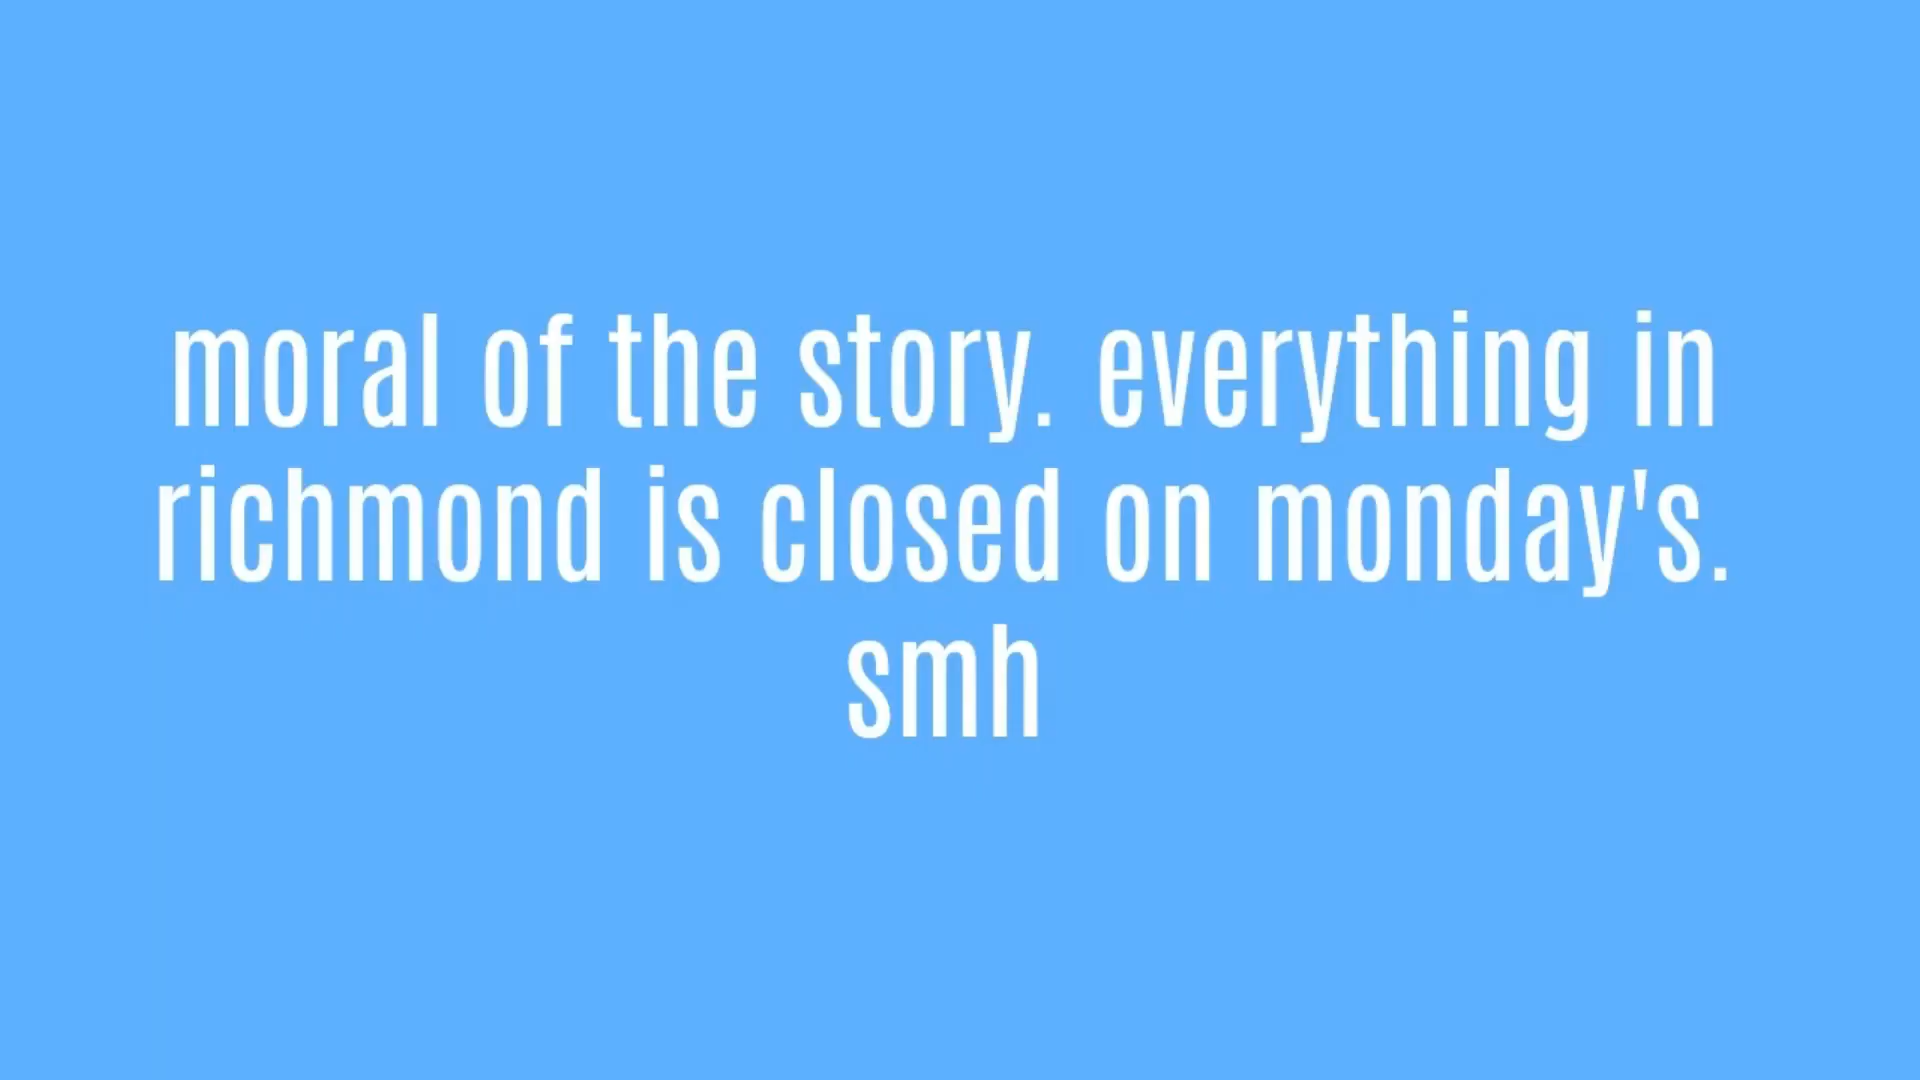 moral of the story. everything in
richmond is closed on monday's.
smh